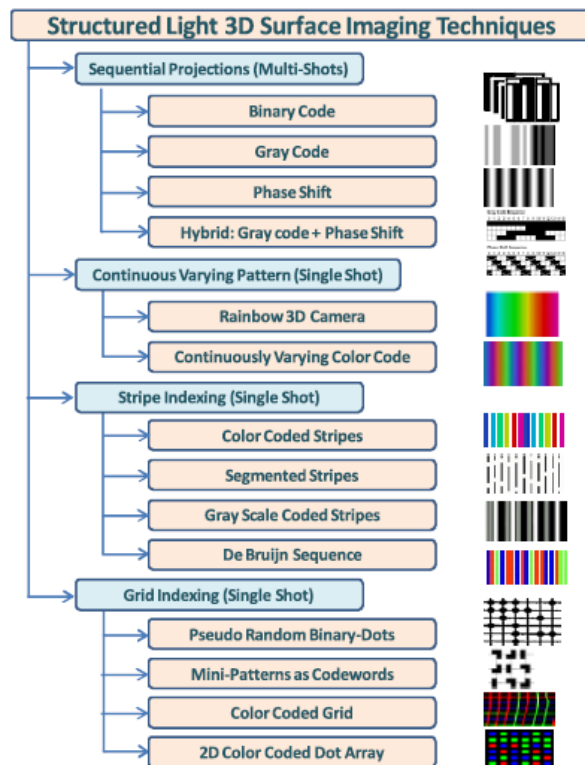 Structured Light 3D Surface Imaging Techniques
Sequential Projections (Multi-Shots)
Binary Code
Gray Code
Phase Shift
Hybrid: Gray code + Phase Shift
Continuous Varying Pattern (Single Shot)
Rainbow 3D Camera
Continuously Varying Color Code
Stripe Indexing (Single Shot)
Color Coded Stripes
Segmented Stripes
Gray Scale Coded Stripes
De Bruijn Sequence
Grid Indexing (Single Shot)
Pseudo Random Binary-Dots
Mini-Patterns as Codewords
Color Coded Grid
2D Color Coded Dot Array